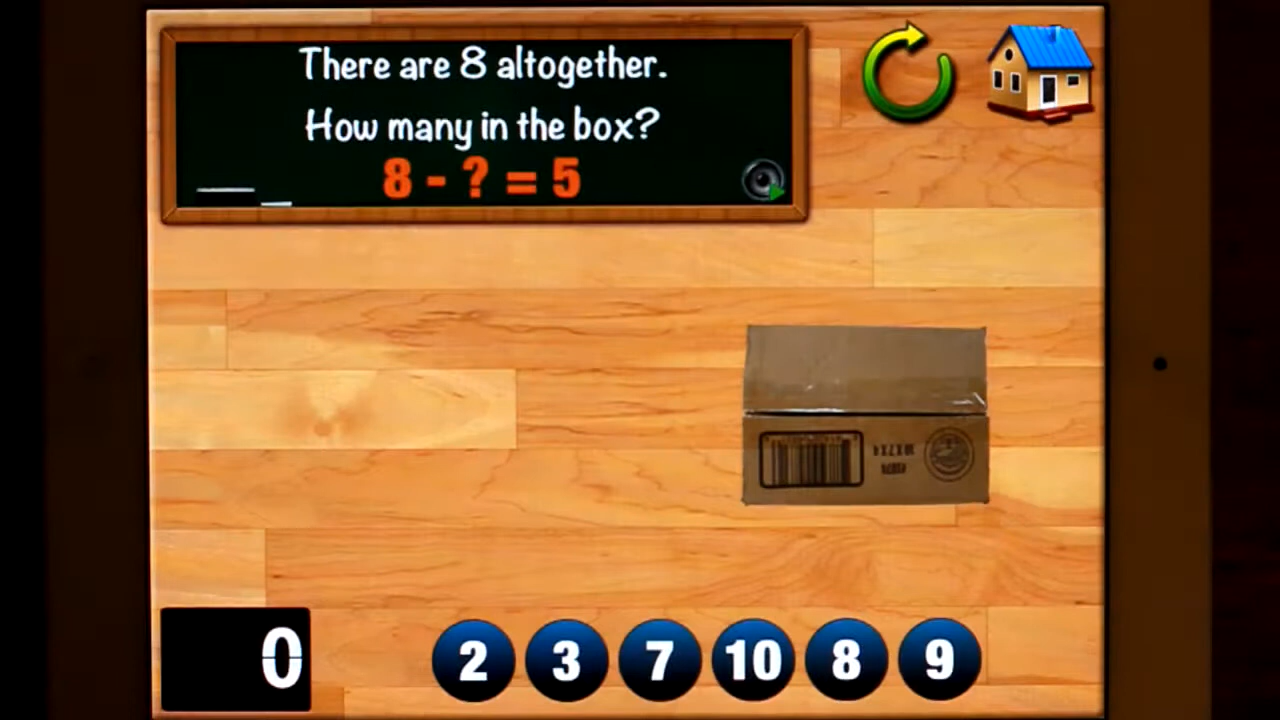 There are 8 altogether.
How many in the box?
8 - ? = 5
0
2 3 7 10 8 9